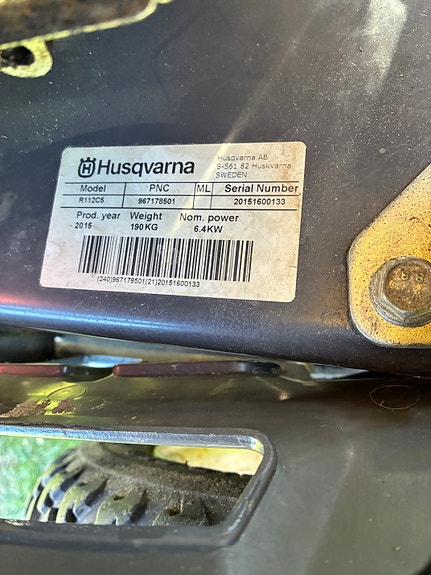 Husqvarna
Husqvarna AB
S-561 82 Huskvarna
SWEDEN
Model PNC ML Serial Number
R112C5 967178501 20151600133
Prod. year Weight Nom. power
2015 190KG 6.4KW
(240)967178501(21)20151600133